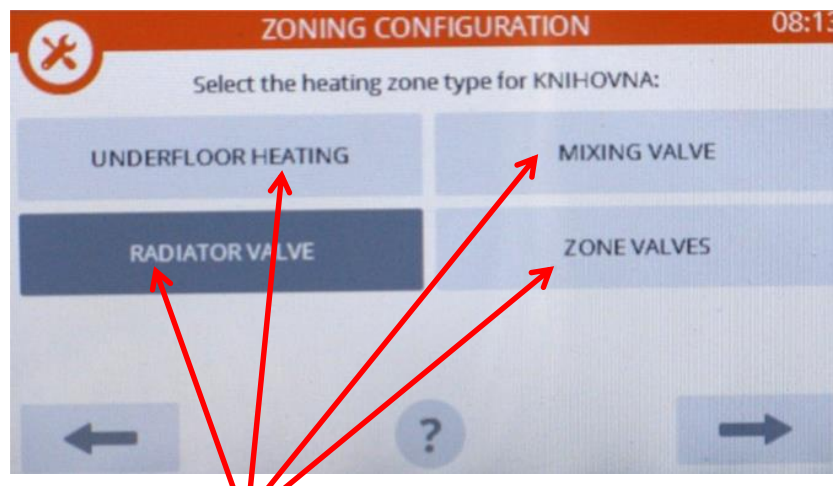 ZONING CONFIGURATION 08:13
Select the heating zone type for KNIHOVNA:
UNDERFLOOR HEATING MIXING VALVE
RADIATOR VALVE ZONE VALVES
?